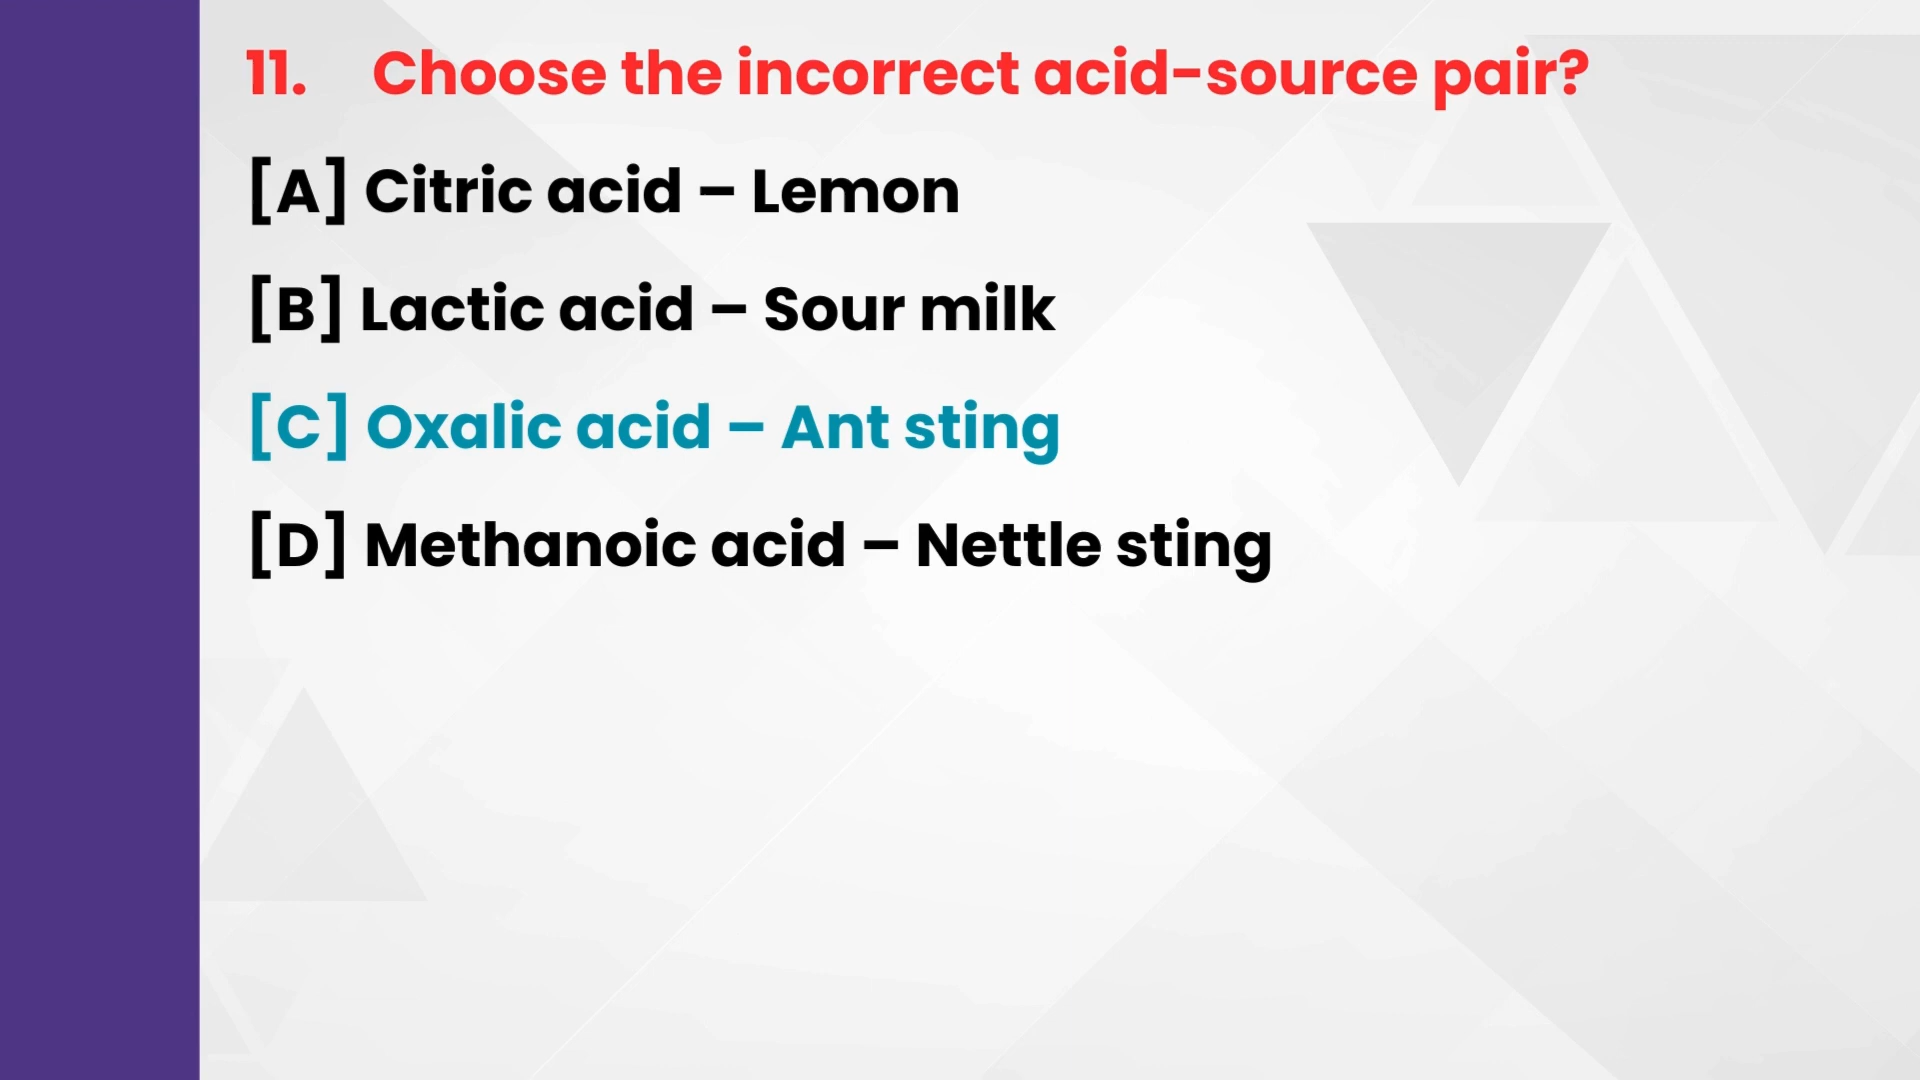 11. Choose the incorrect acid-source pair?
[A] Citric acid – Lemon
[B] Lactic acid – Sour milk
[C] Oxalic acid – Ant sting
[D] Methanoic acid – Nettle sting